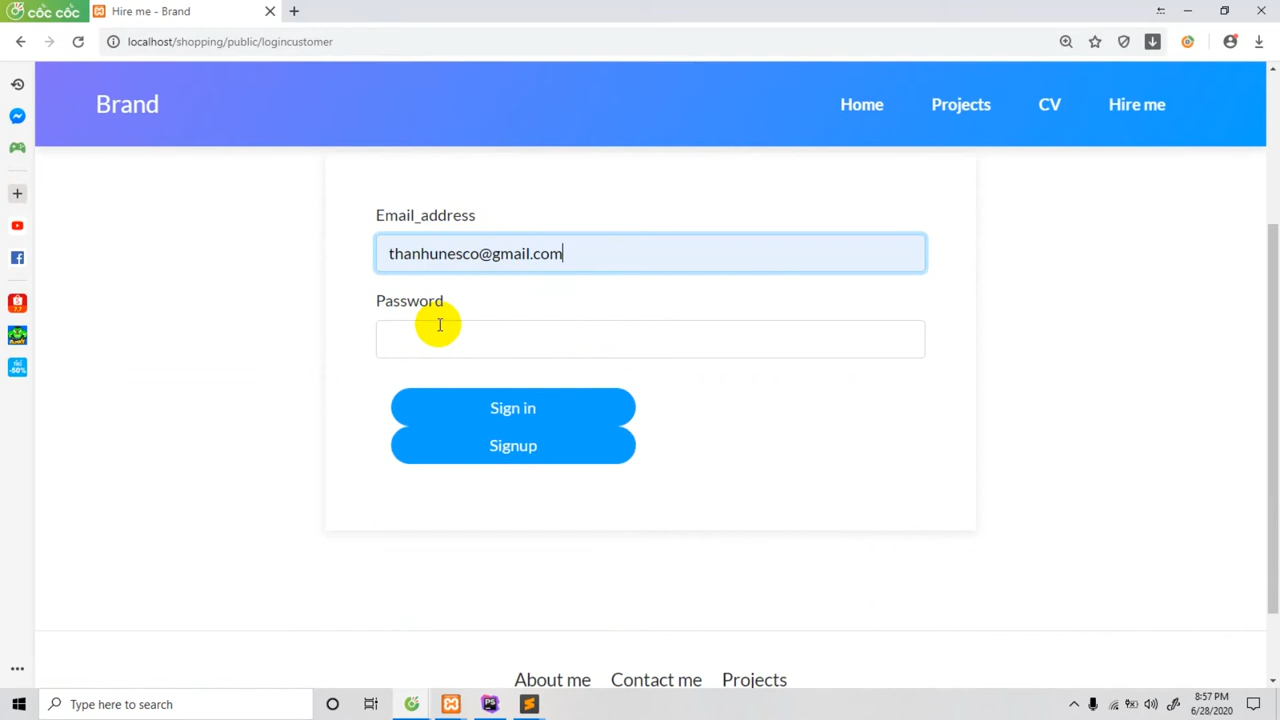 cốc cốc
Hire me - Brand
localhost/shopping/public/logincustomer
Brand
Home
Projects
CV
Hire me
Email_address
thanhunesco@gmail.com
Password
Sign in
Signup
About me
Contact me
Projects
Type here to search
8:57 PM
6/28/2020